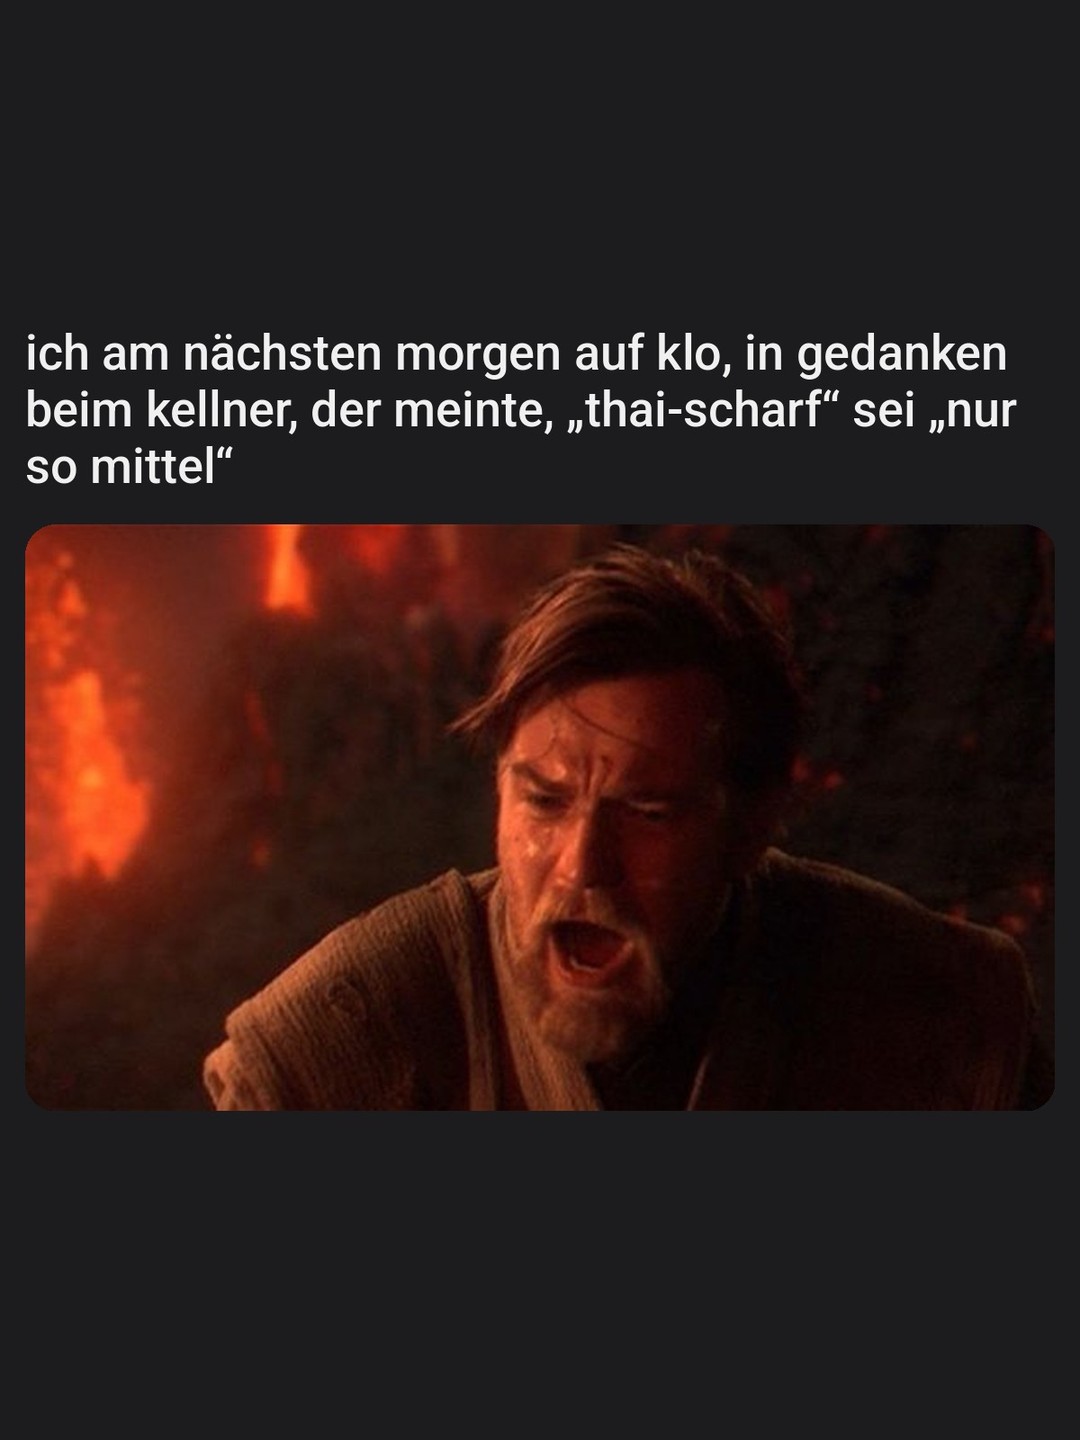 ich am nächsten morgen auf klo, in gedanken
beim kellner, der meinte, „thai-scharf“ sei „nur
so mittel“